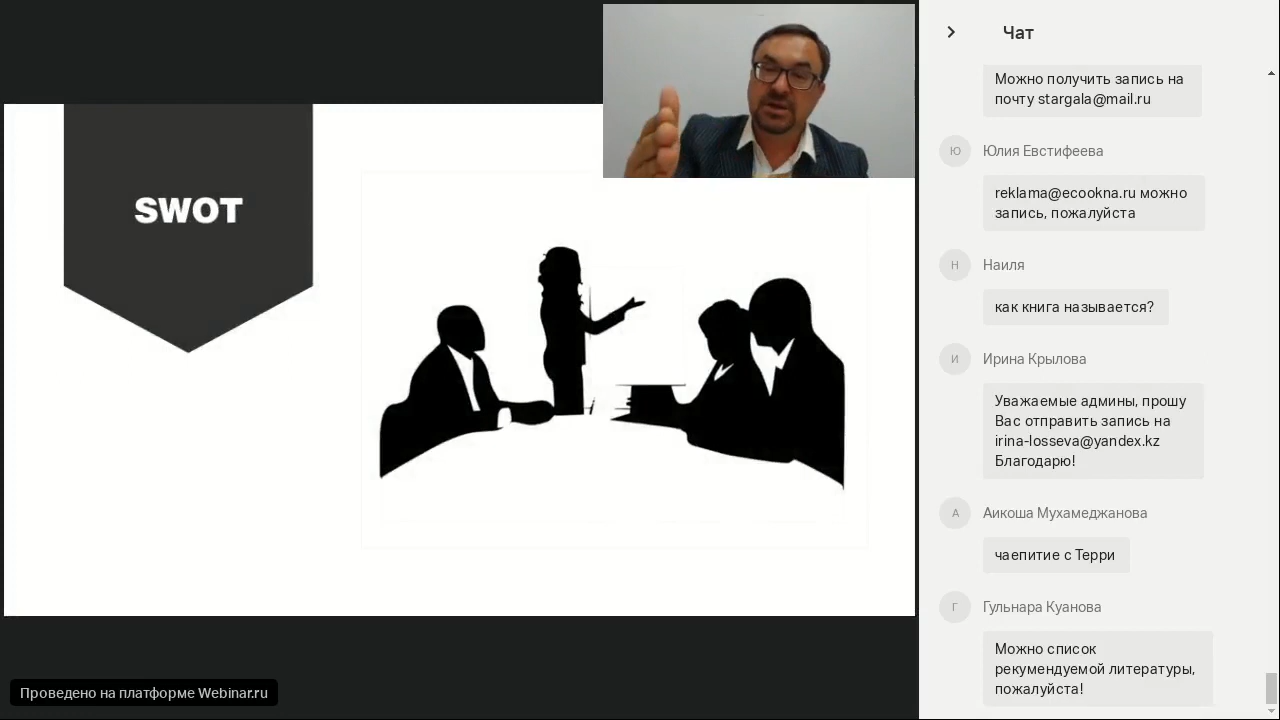 SWOT
Проведено на платформе Webinar.ru
Чат
Можно получить запись на
почту stargala@mail.ru
Ю
Юлия Евстифеева
reklama@ecookna.ru можно
запись, пожалуйста
Н
Наиля
как книга называется?
И
Ирина Крылова
Уважаемые админы, прошу
Вас отправить запись на
irina-losseva@yandex.kz
Благодарю!
А
Аикоша Мухамеджанова
чаепитие с Терри
Г
Гульнара Куанова
Можно список
рекумендуемой литературы,
пожалуйста!